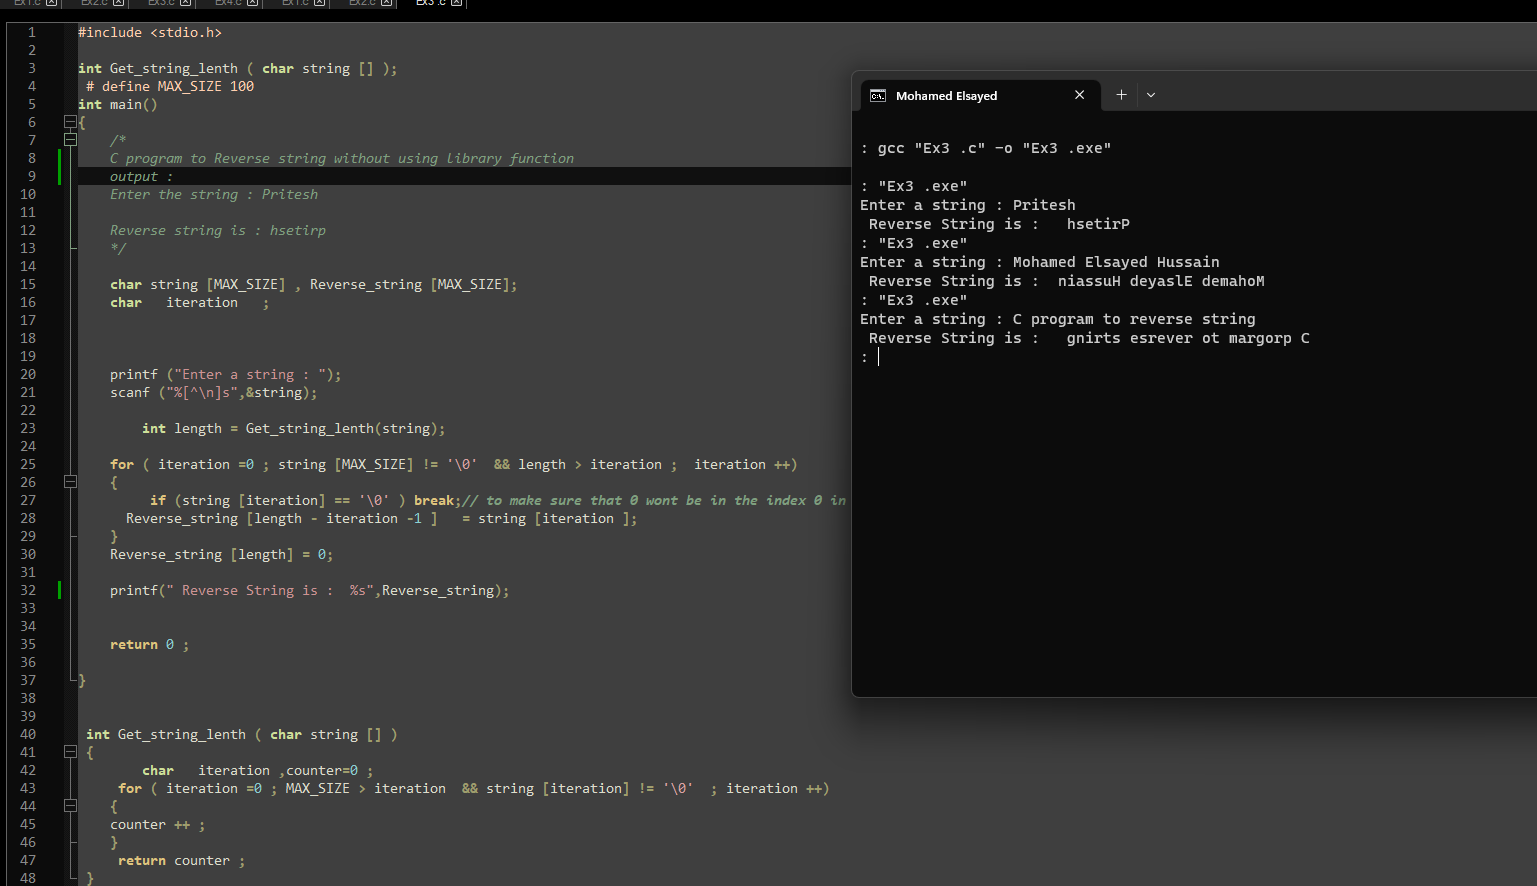 Ex1.c Ex2.c Ex3.c Ex4.c Ex1.c Ex2.c Ex3 .c
1 #include <stdio.h>
2
3 int Get_string_lenth ( char string [] );
4 # define MAX_SIZE 100
5 int main()
6 {
7 /*
8 C program to Reverse string without using library function
9 output :
10 Enter the string : Pritesh
11
12 Reverse string is : hsetirp
13 */
14
15 char string [MAX_SIZE] , Reverse_string [MAX_SIZE];
16 char iteration ;
17
18
19
20 printf ("Enter a string : ");
21 scanf ("%[^\n]s",&string);
22
23 int length = Get_string_lenth(string);
24
25 for ( iteration =0 ; string [MAX_SIZE] != '\0' && length > iteration ; iteration ++)
26 {
27 if (string [iteration] == '\0' ) break;// to make sure that 0 wont be in the index 0 in
28 Reverse_string [length - iteration -1 ] = string [iteration ];
29 }
30 Reverse_string [length] = 0;
31
32 printf(" Reverse String is : %s",Reverse_string);
33
34
35 return 0 ;
36
37 }
38
39
40 int Get_string_lenth ( char string [] )
41 {
42 char iteration ,counter=0 ;
43 for ( iteration =0 ; MAX_SIZE > iteration && string [iteration] != '\0' ; iteration ++)
44 {
45 counter ++ ;
46 }
47 return counter ;
48 }
Mohamed Elsayed
: gcc "Ex3 .c" -o "Ex3 .exe"
: "Ex3 .exe"
Enter a string : Pritesh
Reverse String is : hsetirP
: "Ex3 .exe"
Enter a string : Mohamed Elsayed Hussain
Reverse String is : niassuH deyaslE demahoM
: "Ex3 .exe"
Enter a string : C program to reverse string
Reverse String is : gnirts esrever ot margorp C
: